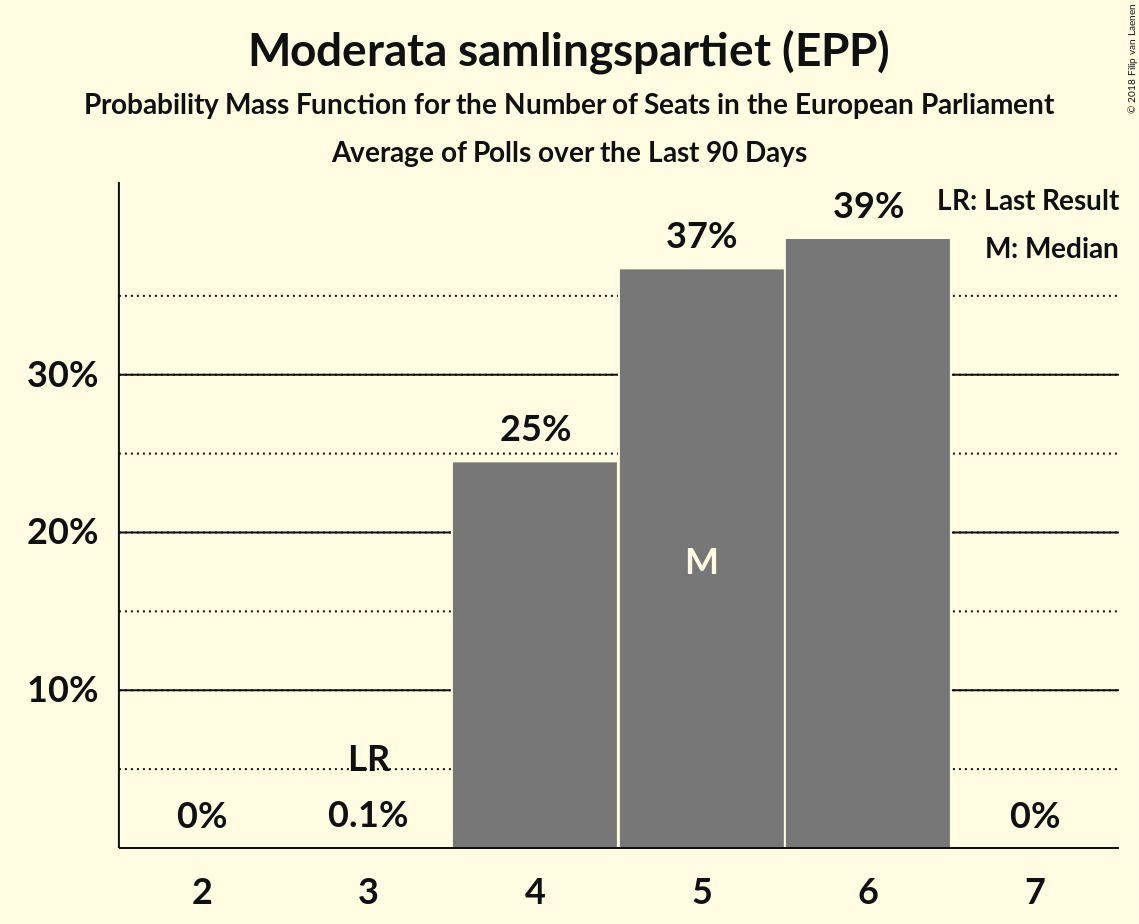 Moderata samlingspartiet (EPP)
Probability Mass Function for the Number of Seats in the European Parliament
Average of Polls over the Last 90 Days
© 2018 Filip van Laenen
LR: Last Result
M: Median
39%
37%
30%
25%
20%
M
10%
LR
0%
0.1%
0%
2
3
4
5
6
7